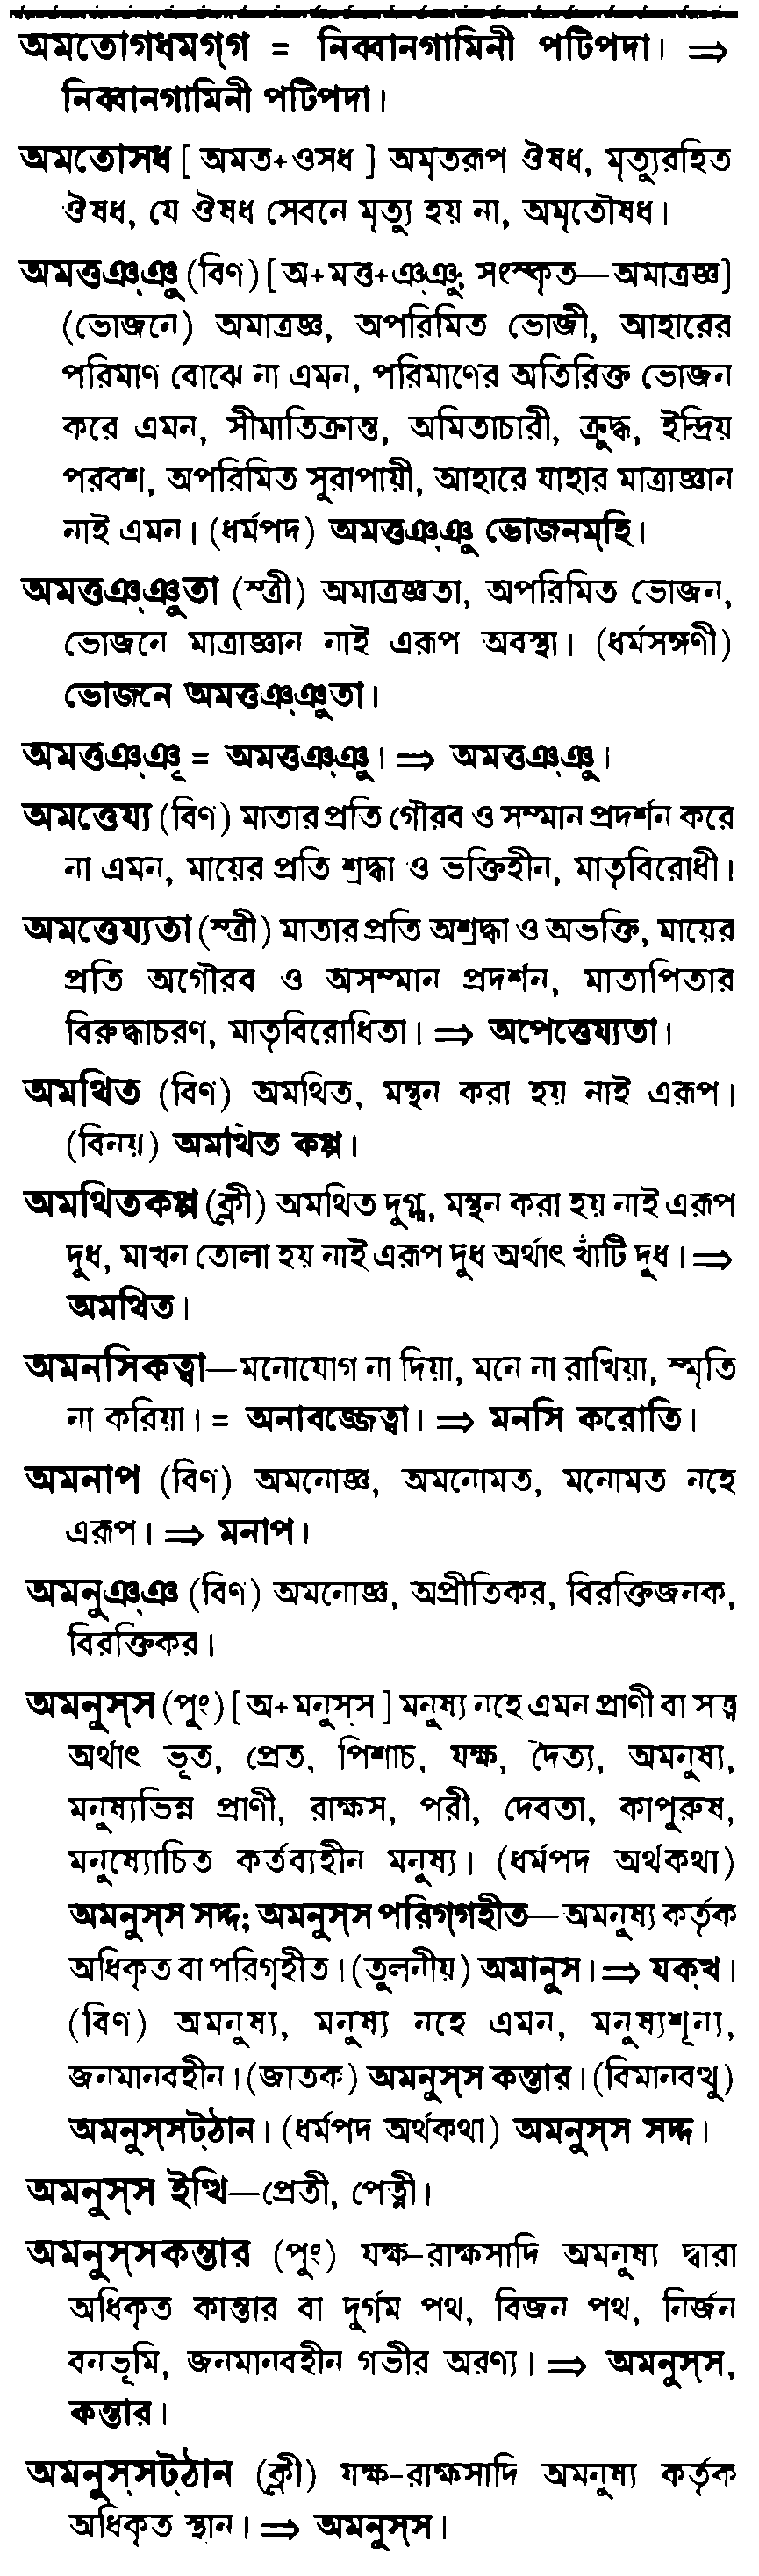 অমতোগধমগ্গ = নিব্বানগামিনী পটিপদা। ⇒
নিব্বানগামিনী পটিপদা।
অমতোসধ [ অমত+ওসধ ] অমৃতরূপ ঔষধ, মৃত্যুরহিত
ঔষধ, যে ঔষধ সেবনে মৃত্যু হয় না, অমৃতৌষধ।
অমত্তঞ্ঞু (বিণ) [ অ+মত্ত+ঞ্ঞু; সংস্কৃত—অমাত্রজ্ঞ]
(ভোজনে) অমাত্রজ্ঞ, অপরিমিত ভোজী, আহারের
পরিমাণ বোঝে না এমন, পরিমাণের অতিরিক্ত ভোজন
করে এমন, সীমাতিক্রান্ত, অমিতাচারী, ক্রুদ্ধ, ইন্দ্রিয়
পরবশ, অপরিমিত সুরাপায়ী, আহারে যাহার মাত্রাজ্ঞান
নাই এমন। (ধর্মপদ) অমত্তঞ্ঞু ভোজনম্হি।
অমত্তঞ্ঞুতা (স্ত্রী) অমাত্রজ্ঞতা, অপরিমিত ভোজন,
ভোজনে মাত্রাজ্ঞান নাই এরূপ অবস্থা। (ধর্মসঙ্গণী)
ভোজনে অমত্তঞ্ঞুতা।
অমত্তঞ্ঞূ = অমত্তঞ্ঞু। ⇒ অমত্তঞ্ঞু।
অমত্তেয্য (বিণ) মাতার প্রতি গৌরব ও সম্মান প্রদর্শন করে
না এমন, মায়ের প্রতি শ্রদ্ধা ও ভক্তিহীন, মাতৃবিরোধী।
অমত্তেয্যতা (স্ত্রী) মাতার প্রতি অশ্রদ্ধা ও অভক্তি, মায়ের
প্রতি অগৌরব ও অসম্মান প্রদর্শন, মাতাপিতার
বিরুদ্ধাচরণ, মাতৃবিরোধিতা। ⇒ অপেত্তেয্যতা।
অমথিত (বিণ) অমথিত, মন্থন করা হয় নাই এরূপ।
(বিনয়) অমথিত কপ্প।
অমথিতকপ্প (ক্লী) অমথিত দুগ্ধ, মন্থন করা হয় নাই এরূপ
দুধ, মাখন তোলা হয় নাই এরূপ দুধ অর্থাৎ খাঁটি দুধ। ⇒
অমথিত।
অমনসিকত্বা—মনোযোগ না দিয়া, মনে না রাখিয়া, স্মৃতি
না করিয়া। = অনাবজ্জেত্বা। ⇒ মনসি করোতি।
অমনাপ (বিণ) অমনোজ্ঞ, অমনোমত, মনোমত নহে
এরূপ। ⇒ মনাপ।
অমনুঞ্ঞ (বিণ) অমনোজ্ঞ, অপ্রীতিকর, বিরক্তিজনক,
বিরক্তিকর।
অমনুস্স (পুং) [ অ+মনুস্স ] মনুষ্য নহে এমন প্রাণী বা সত্ত্ব
অর্থাৎ ভূত, প্রেত, পিশাচ, যক্ষ, দৈত্য, অমনুষ্য,
মনুষ্যভিন্ন প্রাণী, রাক্ষস, পরী, দেবতা, কাপুরুষ,
মনুষ্যোচিত কর্তব্যহীন মনুষ্য। (ধর্মপদ অর্থকথা)
অমনুস্স সদ্দ; অমনুস্স পরিগ্গহীত—অমনুষ্য কর্তৃক
অধিকৃত বা পরিগৃহীত। (তুলনীয়) অমানুস। ⇒ যক্খ।
(বিণ) অমনুষ্য, মনুষ্য নহে এমন, মনুষ্যশূন্য,
জনমানবহীন। (জাতক) অমনুস্স কন্তার। (বিমানবত্থু)
অমনুস্সট্ঠান। (ধর্মপদ অর্থকথা) অমনুস্স সদ্দ।
অমনুস্স ইত্থি—প্রেতী, পেত্নী।
অমনুস্সকন্তার (পুং) যক্ষ-রাক্ষসাদি অমনুষ্য দ্বারা
অধিকৃত কান্তার বা দুর্গম পথ, বিজন পথ, নির্জন
বনভূমি, জনমানবহীন গভীর অরণ্য। ⇒ অমনুস্স,
কন্তার।
অমনুস্সট্ঠান (ক্লী) যক্ষ-রাক্ষসাদি অমনুষ্য কর্তৃক
অধিকৃত স্থান। ⇒ অমনুস্স।